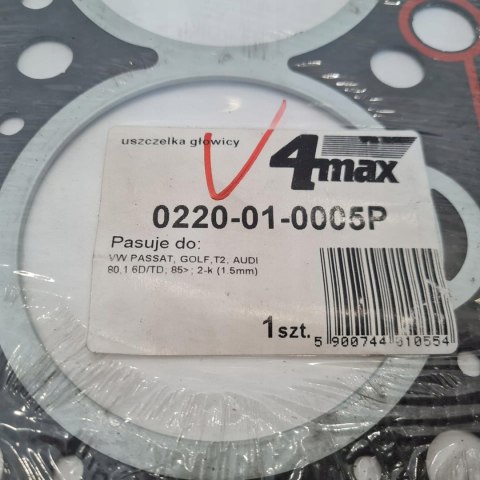 uszczelka głowicy
4max
0220-01-0005P
Pasuje do:
VW PASSAT, GOLF,T2, AUDI
80,1.6D/TD, 85>; 2-k (1.5mm)
1szt.
5 900744 010554